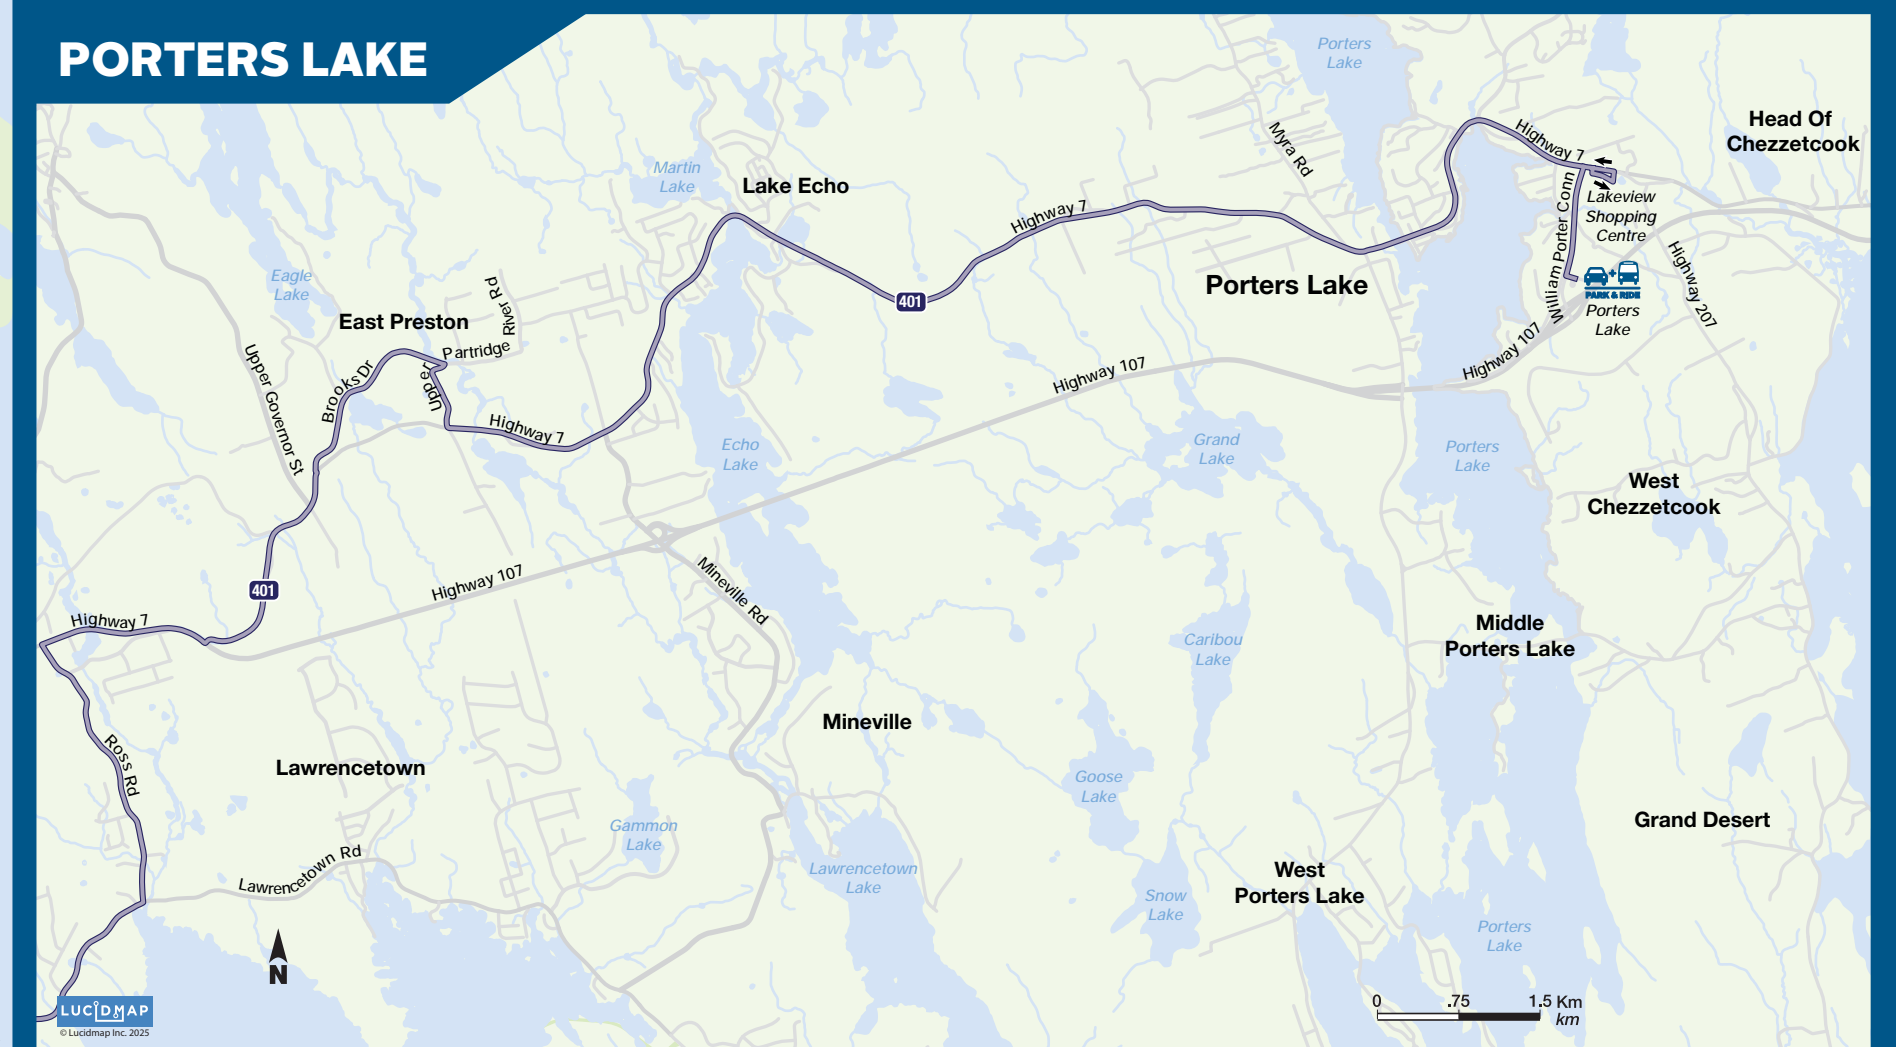 PORTERS LAKE
Porters
Lake
Head Of
Chezzetcook
Highway 7
Myra Rd
Martin
Lake
Lake Echo
Lakeview
Shopping
Centre
William Porter Conn
Highway 7
Highway 207
Eagle
Lake
River Rd
Porters Lake
PARK & RIDE
Porters
Lake
401
East Preston
Partridge
Upper
Brooks Dr
Upper Governor St
Highway 107
Highway 107
Highway 7
Echo
Lake
Grand
Lake
Porters
Lake
West
Chezzetcook
Highway 107
Mineville Rd
401
Highway 7
Caribou
Lake
Middle
Porters Lake
Mineville
Ross Rd
Lawrencetown
Goose
Lake
Gammon
Lake
Grand Desert
Lawrencetown Rd
Lawrencetown
Lake
West
Porters Lake
Snow
Lake
Porters
Lake
N
0 .75 1.5 Km
km
LUCIDMAP
© Lucidmap Inc. 2025